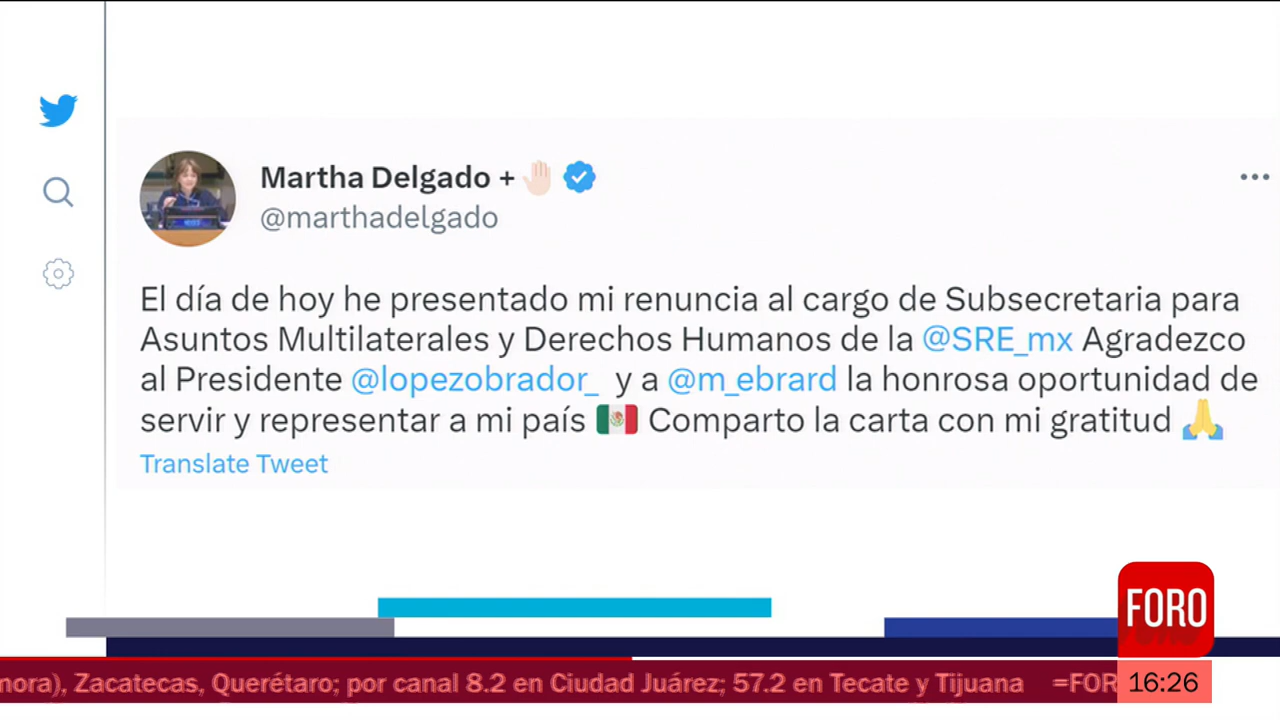 Martha Delgado +🤚🏻
@marthadelgado
El día de hoy he presentado mi renuncia al cargo de Subsecretaria para
Asuntos Multilaterales y Derechos Humanos de la @SRE_mx Agradezco
al Presidente @lopezobrador_ y a @m_ebrard la honrosa oportunidad de
servir y representar a mi país 🇲🇽 Comparto la carta con mi gratitud 🙏
Translate Tweet
FORO
nora), Zacatecas, Querétaro; por canal 8.2 en Ciudad Juárez; 57.2 en Tecate y Tijuana =FOR
16:26